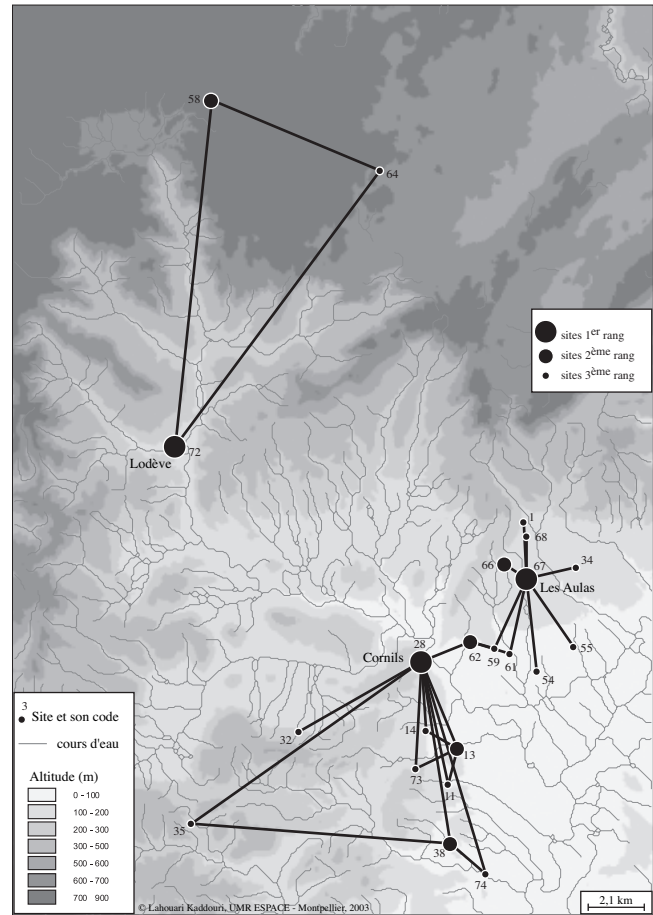 58
64
sites 1er rang
sites 2ème rang
sites 3ème rang
72
Lodève
1
68
66
67
34
Les Aulas
28
Cornils
62
59
61
55
54
3
Site et son code
cours d'eau
32
14
13
73
11
Altitude (m)
0 - 100
100 - 200
200 - 300
300 - 500
500 - 600
600 - 700
700 900
35
38
74
© Lahouari Kaddouri, UMR ESPACE - Montpellier, 2003
2,1 km